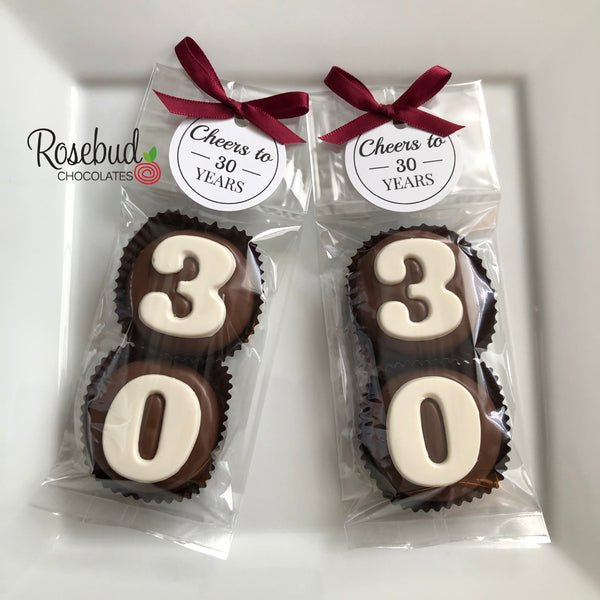 Rosebud
CHOCOLATES
Cheers to
30
YEARS
Cheers to
30
YEARS
3
0
3
0